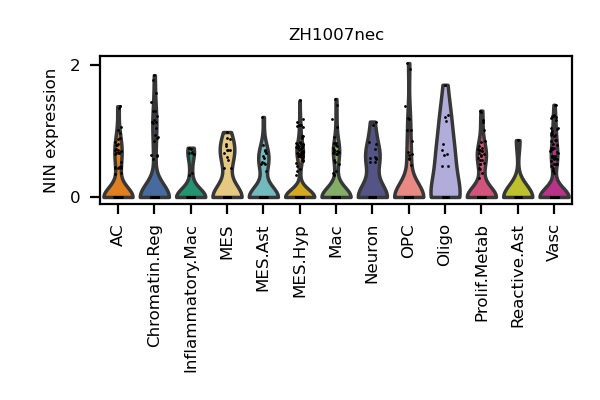 ZH1007nec
NIN expression
2
0
AC
Chromatin.Reg
Inflammatory.Mac
MES
MES.Ast
MES.Hyp
Mac
Neuron
OPC
Oligo
Prolif.Metab
Reactive.Ast
Vasc